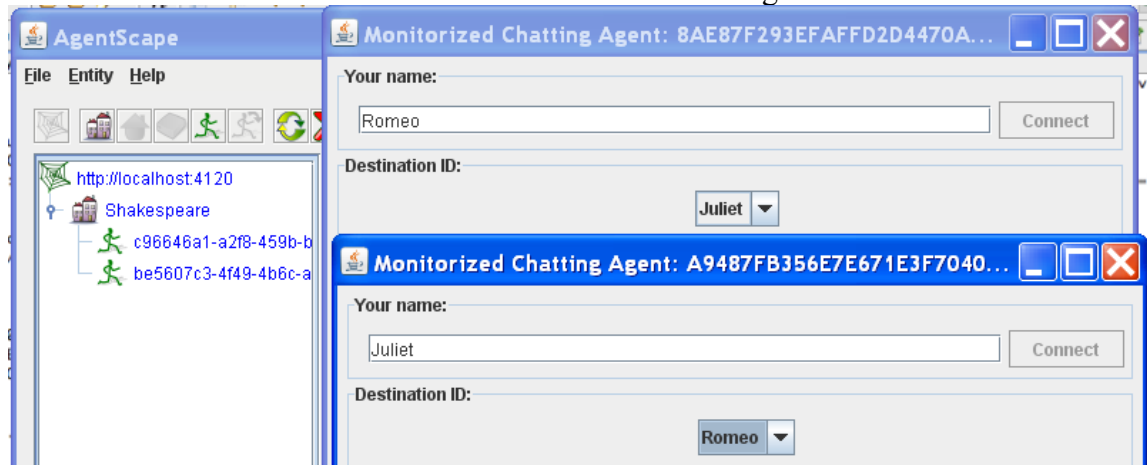 AgentScape
File Entity Help
http://localhost:4120
Shakespeare
c96646a1-a2f8-459b-b
be5607c3-4f49-4b6c-a
Monitorized Chatting Agent: 8AE87F293EFAFFD2D4470A...
Your name:
Romeo
Connect
Destination ID:
Juliet
Monitorized Chatting Agent: A9487FB356E7E671E3F7040...
Your name:
Juliet
Connect
Destination ID:
Romeo